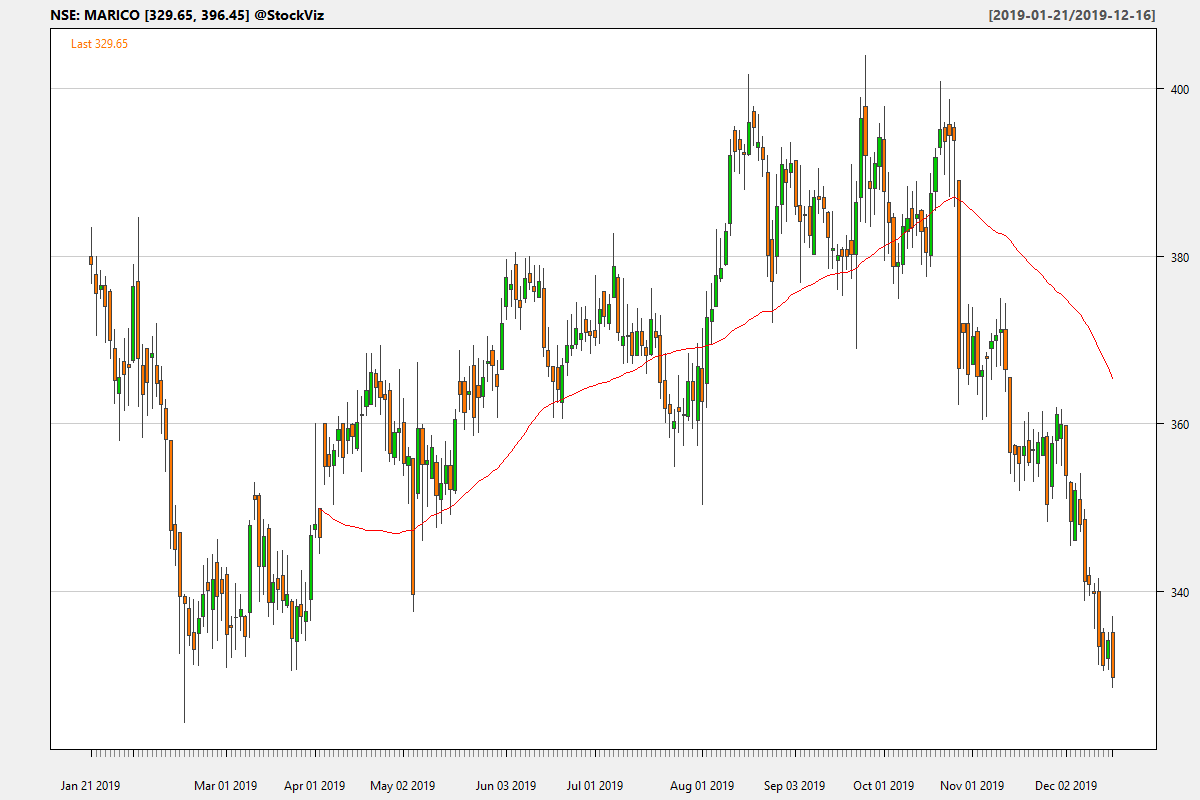 NSE: MARICO [329.65, 396.45] @StockViz
[2019-01-21/2019-12-16]
Last 329.65
400
380
360
340
Jan 21 2019
Mar 01 2019
Apr 01 2019
May 02 2019
Jun 03 2019
Jul 01 2019
Aug 01 2019
Sep 03 2019
Oct 01 2019
Nov 01 2019
Dec 02 2019